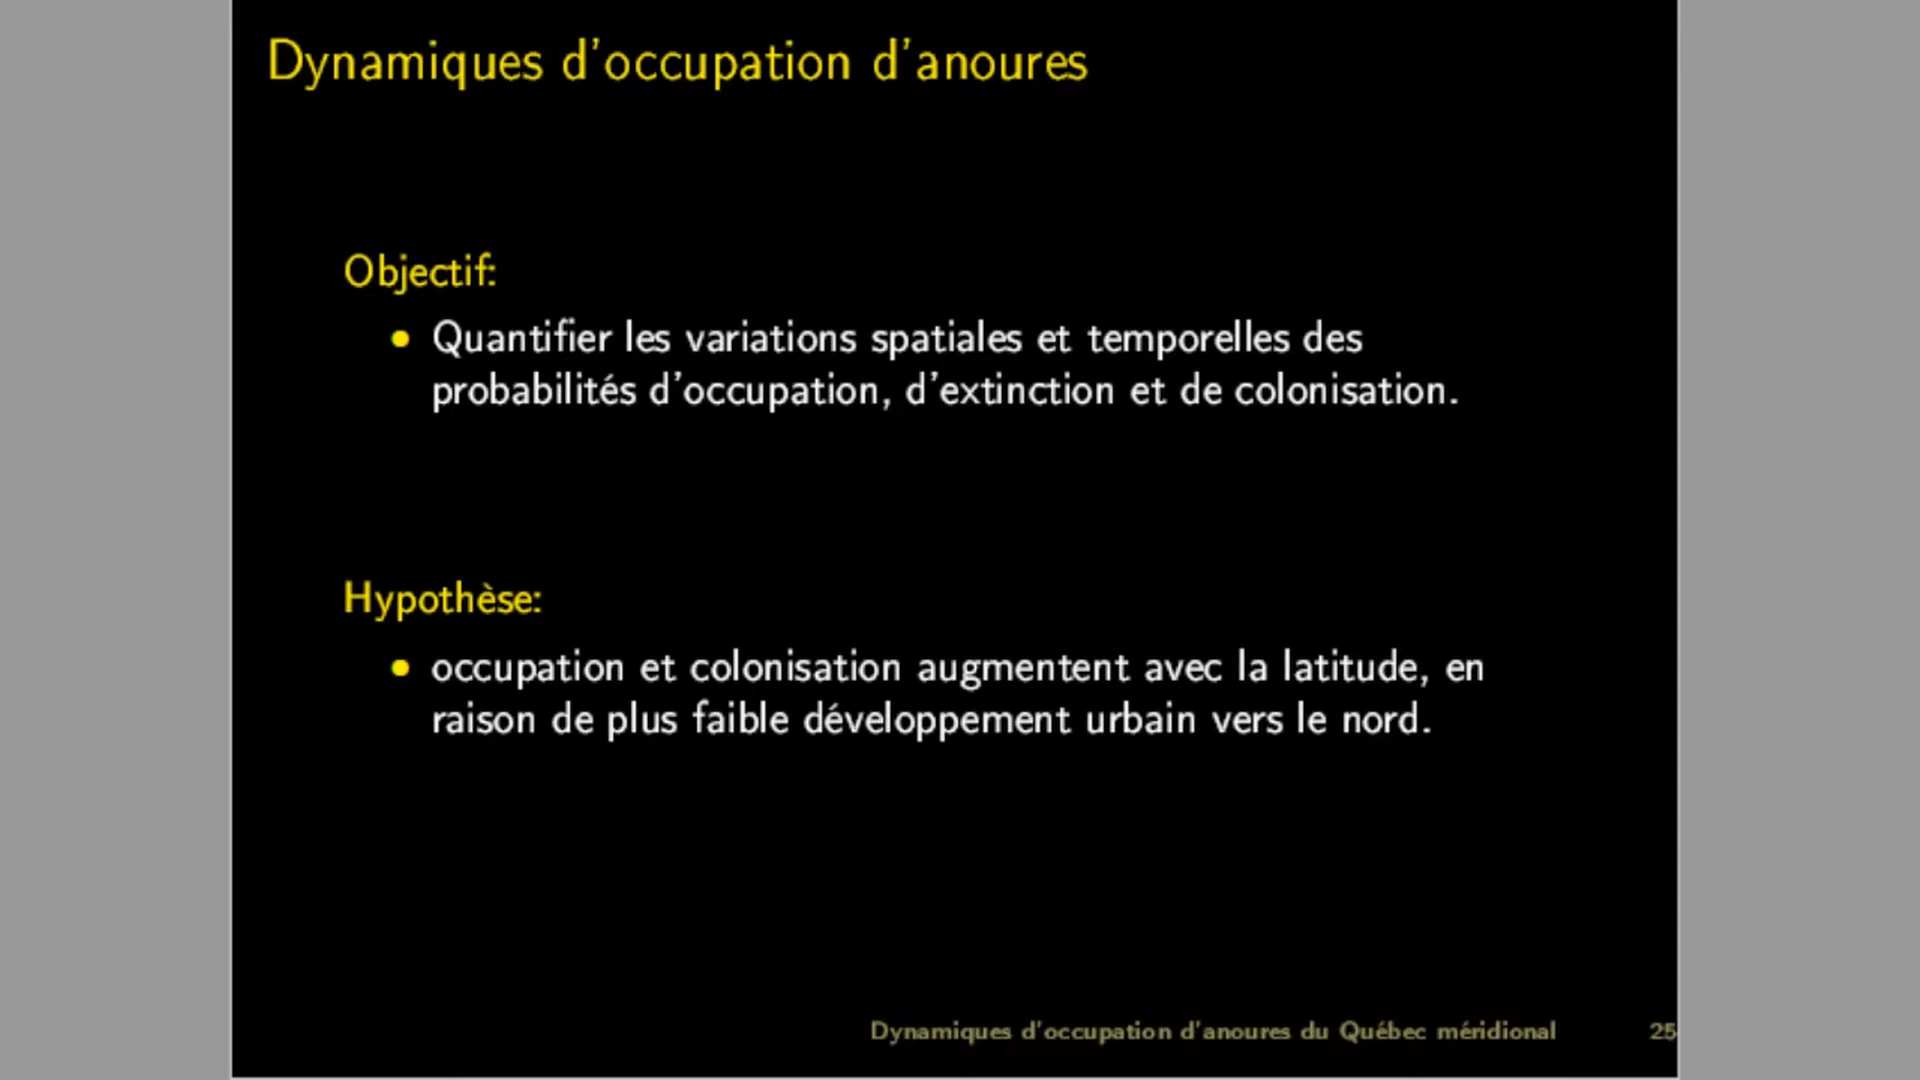 Dynamiques d'occupation d'anoures
Objectif:
• Quantifier les variations spatiales et temporelles des
probabilités d'occupation, d'extinction et de colonisation.
Hypothèse:
• occupation et colonisation augmentent avec la latitude, en
raison de plus faible développement urbain vers le nord.
Dynamiques d'occupation d'anoures du Québec méridional 25